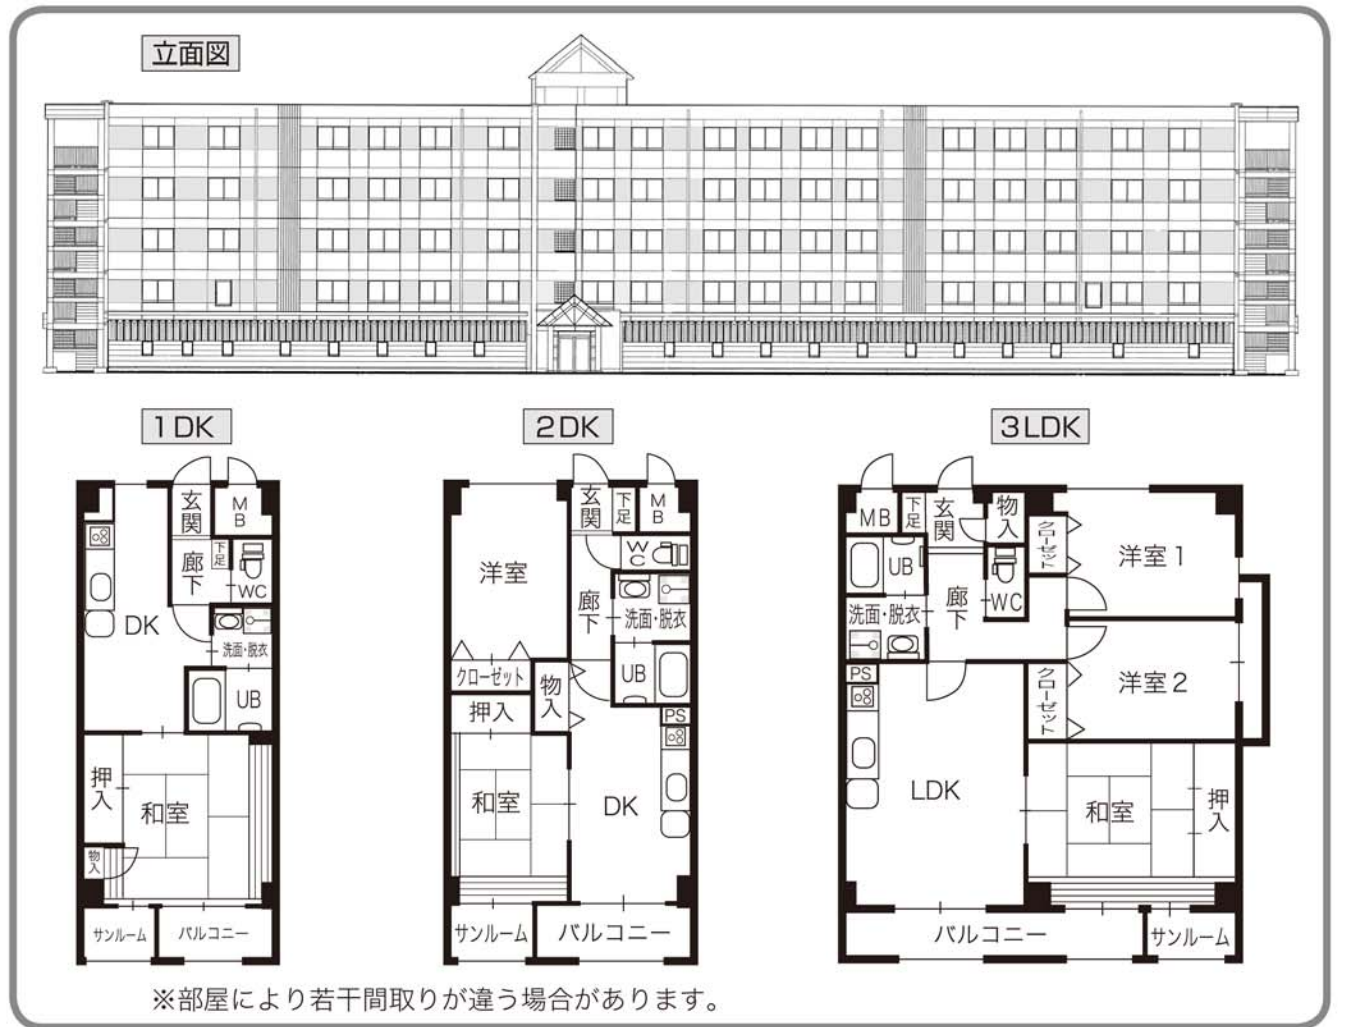 立面図
1DK
2DK
3LDK
玄関
MB
下足
廊下
WC
DK
洗面・脱衣
UB
押入
和室
物入
サンルーム
バルコニー
玄関
下足
MB
洋室
WC
廊下
洗面・脱衣
クローゼット
物入
UB
押入
PS
和室
DK
サンルーム
バルコニー
MB
下足
玄関
物入
クローゼット
洋室1
UB
廊下
WC
洗面・脱衣
PS
クローゼット
洋室2
LDK
和室
押入
バルコニー
サンルーム
※部屋により若干間取りが違う場合があります。